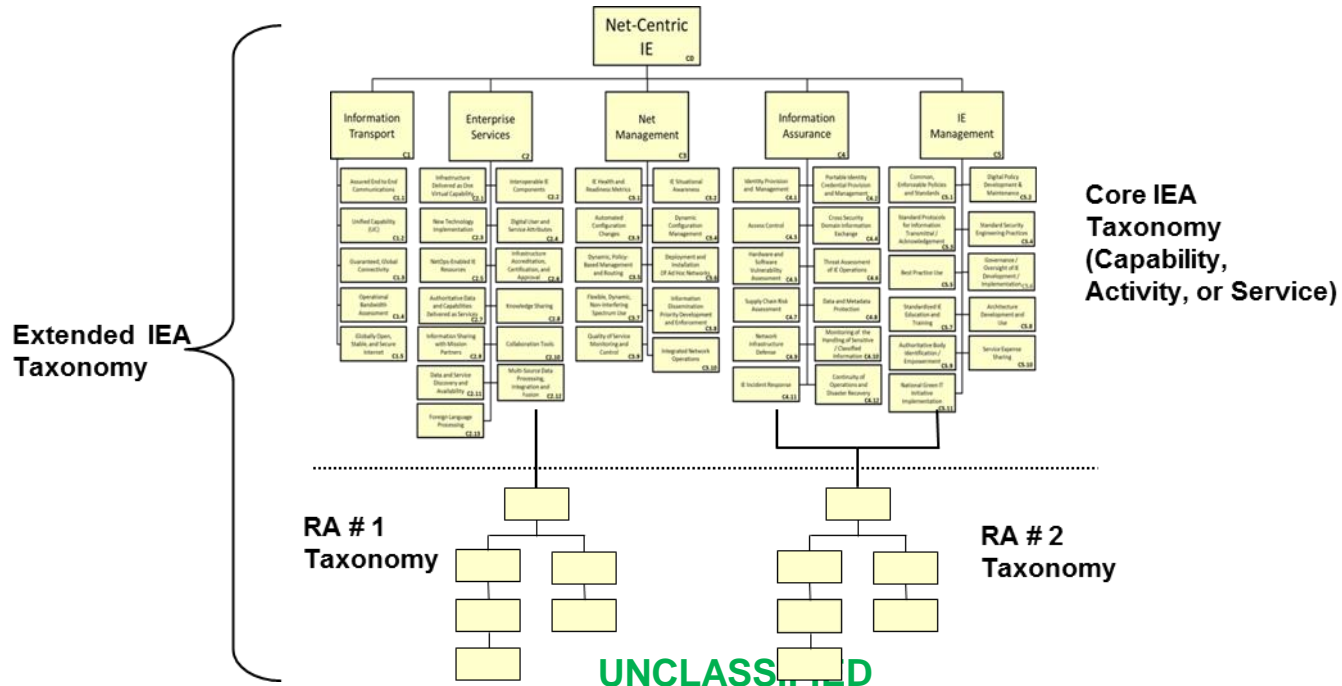 Net-Centric
IE
C0
Information
Transport
C1
Enterprise
Services
C2
Net
Management
C3
Information
Assurance
C4
IE
Management
C5
Assured End to End
Communications
C1.1
Unified Capability
(UC)
C1.2
Guaranteed, Global
Connectivity
C1.3
Operational
Bandwidth
Assessment
C1.4
Globally Open,
Stable, and Secure
Internet
C1.5
Infrastructure
Delivered as One
Virtual Capability
C2.1
Interoperable IE
Components
C2.2
New Technology
Implementation
C2.3
Digital User and
Service Attributes
C2.4
NetOps-Enabled IE
Resources
C2.5
Infrastructure
Accreditation,
Certification, and
Approval
C2.6
Authoritative Data
and Capabilities
Delivered as Services
C2.7
Knowledge Sharing
C2.8
Information Sharing
with Mission
Partners
C2.9
Collaboration Tools
C2.10
Data and Service
Discovery and
Availability
C2.11
Multi-Source Data
Processing,
Integration and
Fusion
C2.12
Foreign Language
Processing
C2.13
IE Health and
Readiness Metrics
IE Situational
Awareness
C3.2
Automated
Configuration
Changes
C3.3
Dynamic
Configuration
Management
C3.4
Dynamic, Policy-
Based Management
and Routing
C3.5
Deployment and
Installation
Of Ad Hoc Networks
Flexible, Dynamic,
Non-Interfering
Spectrum Use
C3.7
Information
Dissemination
Priority Development
and Enforcement
C3.8
Quality of Service
Monitoring and
Control
C3.9
Integrated Network
Operations
C3.10
Identity Provision
and Management
C4.1
Portable Identity
Credential Provision
and Management
C4.2
Access Control
C4.3
Cross Security
Domain Information
Exchange
C4.4
Hardware and
Software
Vulnerability
Assessment
C4.5
Threat Assessment
of IE Operations
C4.6
Supply Chain Risk
Assessment
C4.7
Data and Metadata
Protection
C4.8
Network
Infrastructure
Defense
C4.9
Monitoring of the
Handling of Sensitive
/ Classified
Information
C4.10
IE Incident Response
C4.11
Continuity of
Operations and
Disaster Recovery
C4.12
Common,
Enforceable Policies
and Standards
C5.1
Digital Policy
Development &
Maintenance
C5.2
Standard Protocols
for Information
Transmittal /
Acknowledgement
C5.3
Standard Security
Engineering Practices
C5.4
Best Practice Use
C5.5
Governance /
Oversight of IE
Development /
Implementation
C5.6
Standardized IE
Education and
Training
C5.7
Architecture
Development and
Use
C5.8
Authoritative Body
Identification /
Empowerment
C5.9
Service Expense
Sharing
C5.10
National Green IT
Initiative
Implementation
C5.11
Core IEA
Taxonomy
(Capability,
Activity, or Service)
Extended IEA
Taxonomy
RA # 1
Taxonomy
RA # 2
Taxonomy